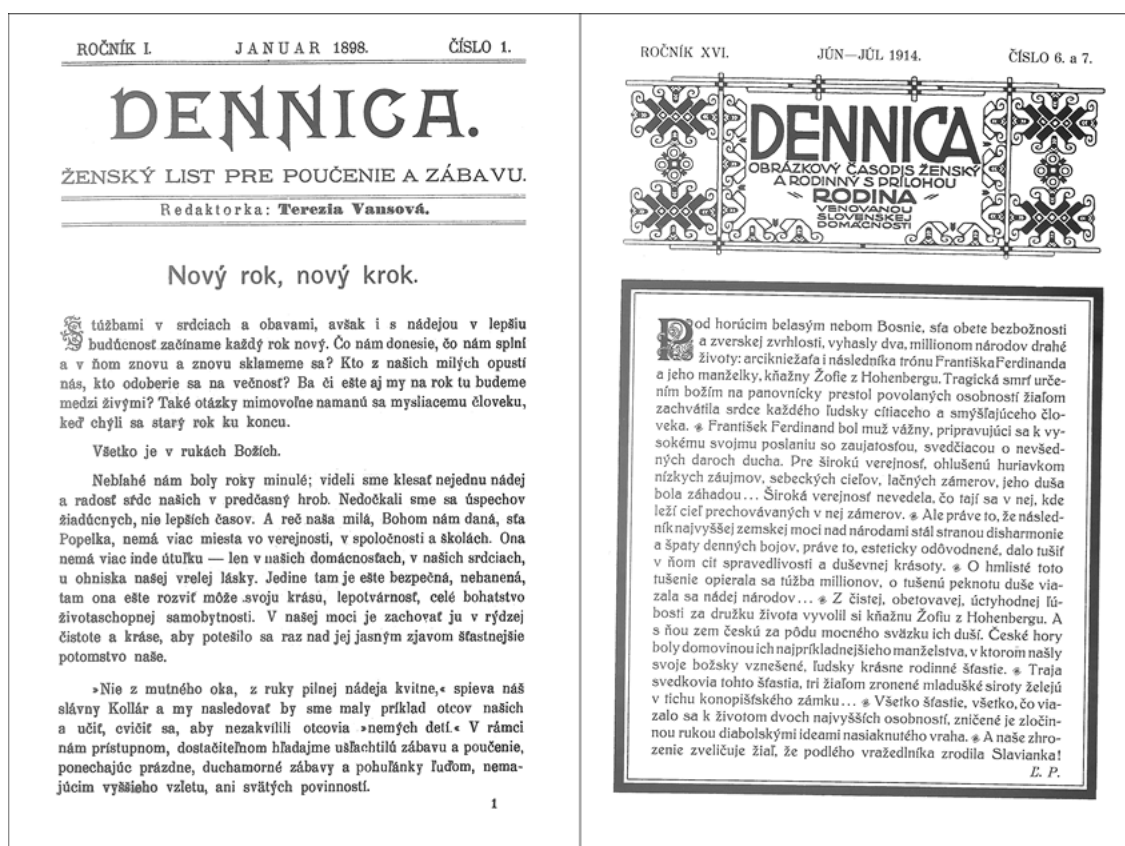 ROČNÍK I. JANUAR 1898. ČÍSLO 1.
DENNICA.
ŽENSKÝ LIST PRE POUČENIE A ZÁBAVU.
Redaktorka: Terezia Vansová.
Nový rok, nový krok.
S túžbami v srdciach a obavami, avšak i s nádejou v lepšiu
budúcnosť začíname každý rok nový. Čo nám donesie, čo nám splní
a v ňom znovu a znovu sklameme sa? Kto z našich milých opustí
nás, kto odoberie sa na večnosť? Ba či ešte aj my na rok tu budeme
medzi živými? Také otázky mimovoľne namanú sa mysliacemu človeku,
keď chýli sa starý rok ku koncu.
Všetko je v rukách Božích.
Neblahé nám boly roky minulé; videli sme klesať nejednu nádej
a radosť sŕdc našich v predčasný hrob. Nedočkali sme sa úspechov
žiadúcnych, nie lepších časov. A reč naša milá, Bohom nám daná, sťa
Popelka, nemá viac miesta vo verejnosti, v spoločnosti a školách. Ona
nemá viac inde útuľku — len v našich domácnosťach, v našich srdciach,
u ohniska našej vrelej lásky. Jedine tam je ešte bezpečná, nehanená,
tam ona ešte rozviť môže svoju krásu, lepotvárnosť, celé bohatstvo
životaschopnej samobytnosti. V našej moci je zachovať ju v rýdzej
čistote a kráse, aby potešilo sa raz nad jej jasným zjavom šťastnejšie
potomstvo naše.
»Nie z mutného oka, z ruky pilnej nádeja kvitne,« spieva náš
slávny Kollár a my nasledovať by sme maly príklad otcov našich
a učiť, cvičiť sa, aby nezakvílili otcovia »nemých detí.« V rámci
nám prístupnom, dostačiteľnom hľadajme ušľachtilú zábavu a poučenie,
ponechajúc prázdne, duchamorné zábavy a pohuľánky ľuďom, nema-
júcim vyššieho vzletu, ani svätých povinností.
1
ROČNÍK XVI. JÚN—JÚL 1914. ČÍSLO 6. a 7.
DENNICA
OBRÁZKOVÝ ČASOPIS ŽENSKÝ
A RODINNÝ S PRÍLOHOU
RODINA
VENOVANOU
SLOVENSKEJ
DOMÁCNOSTI
Pod horúcim belasým nebom Bosnie, sťa obete bezbožnosti
a zverskej zvrhlosti, vyhasly dva, millionom národov drahé
životy: arcikniežaťa i následníka trónu Františka Ferdinanda
a jeho manželky, kňažny Žofie z Hohenbergu. Tragická smrť urče-
ním božím na panovnícky prestol povolaných osobností žiaľom
zachvátila srdce každého ľudsky cítiaceho a smýšľajúceho člo-
veka. František Ferdinand bol muž vážny, pripravujúci sa k vy-
sokému svojmu poslaniu so zaujatosťou, svedčiacou o nevšed-
ných daroch ducha. Pre širokú verejnosť, ohlušenú huriavkom
nízkych záujmov, sebeckých cieľov, lačných zámerov, jeho duša
bola záhadou... Široká verejnosť nevedela, čo tají sa v nej, kde
leží cieľ prechovávaných v nej zámerov. Ale práve to, že násled-
ník najvyššej zemskej moci nad národami stál stranou disharmonie
a špaty denných bojov, práve to, esteticky odôvodnené, dalo tušiť
v ňom cit spravedlivosti a duševnej krásoty. O hmlisté toto
tušenie opierala sa túžba millionov, o tušenú peknotu duše via-
zala sa nádej národov... Z čistej, obetovavej, úctyhodnej ľú-
bosti za družku života vyvolil si kňažnu Žofiu z Hohenbergu. A
s ňou zem českú za pôdu mocného sväzku ich duší. České hory
boly domovinou ich najpríkladnejšieho manželstva, v ktorom našly
svoje božsky vznešené, ľudsky krásne rodinné šťastie. Traja
svedkovia tohto šťastia, tri žiaľom zronené mladušké siroty želejú
v tichu konopišťského zámku... Všetko šťastie, všetko, čo via-
zalo sa k životom dvoch najvyšších osobností, zničené je zločin-
nou rukou diabolskými ideami nasiaknutého vraha. A naše zhro-
zenie zveličuje žiaľ, že podlého vražedlníka zrodila Slavianka!
Ľ. P.